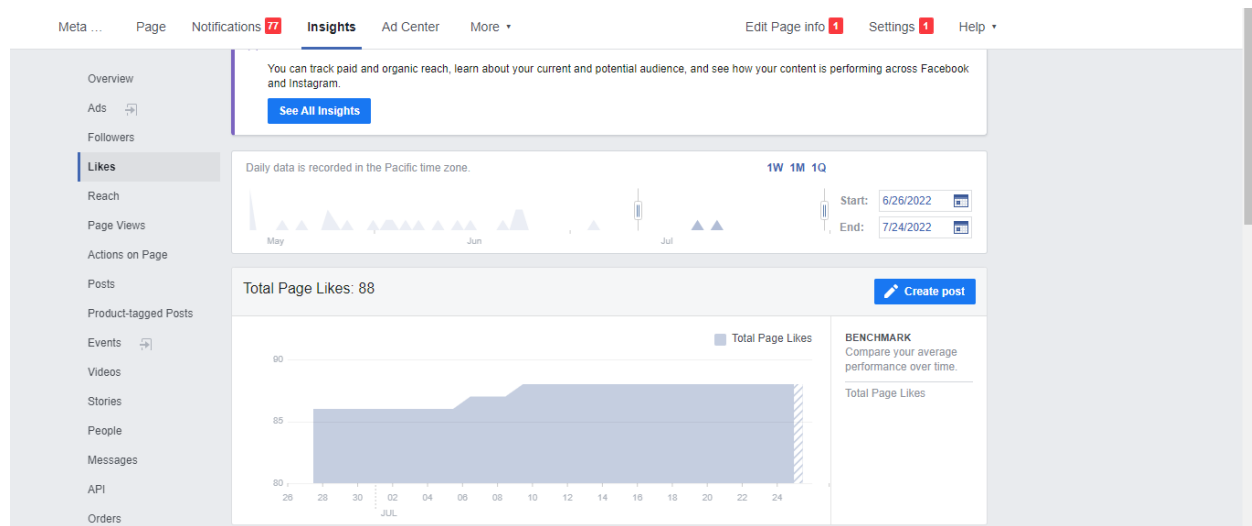 Meta ... Page Notifications 77 Insights Ad Center More Edit Page info 1 Settings 1 Help
You can track paid and organic reach, learn about your current and potential audience, and see how your content is performing across Facebook
and Instagram.
See All Insights
Overview
Ads
Followers
Likes
Reach
Page Views
Actions on Page
Posts
Product-tagged Posts
Events
Videos
Stories
People
Messages
API
Orders
Daily data is recorded in the Pacific time zone.
1W 1M 1Q
Start: 6/26/2022
End: 7/24/2022
May Jun Jul
Total Page Likes: 88
Create post
Total Page Likes
BENCHMARK
Compare your average
performance over time.
Total Page Likes
90
85
80
26 28 30 02 04 06 08 10 12 14 16 18 20 22 24
JUL